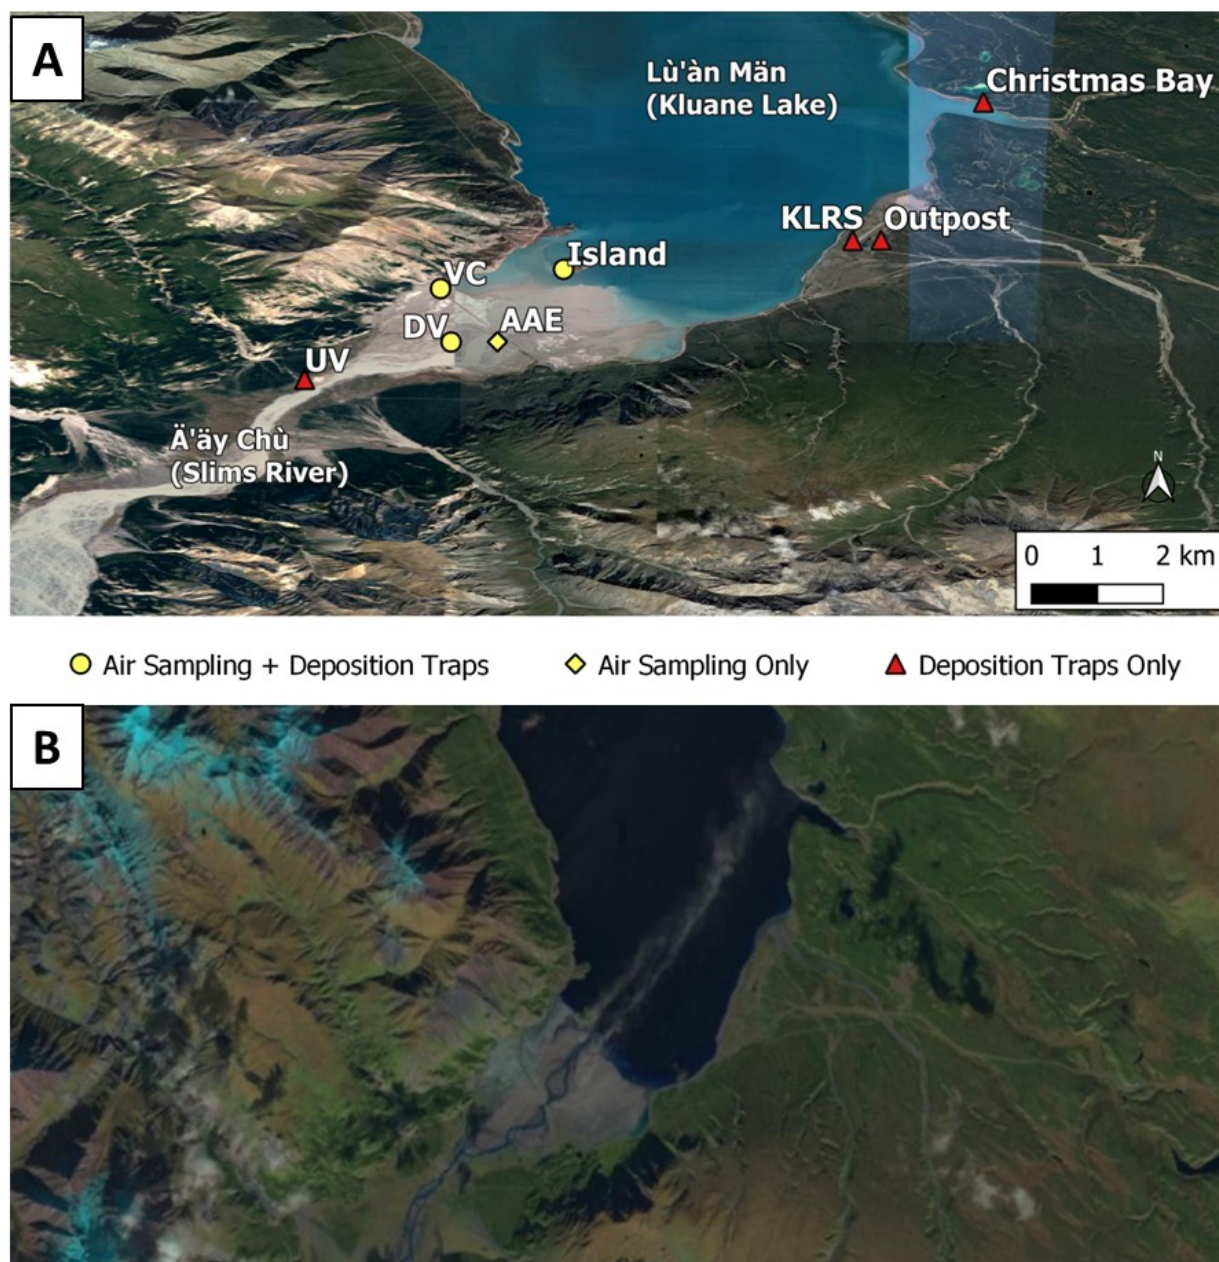 A
Lù'àn Män
(Kluane Lake)
Christmas Bay
KLRS
Outpost
Island
VC
DV
AAE
UV
Ä'äy Chù
(Slims River)
N
0 1 2 km
Air Sampling + Deposition Traps
Air Sampling Only
Deposition Traps Only
B